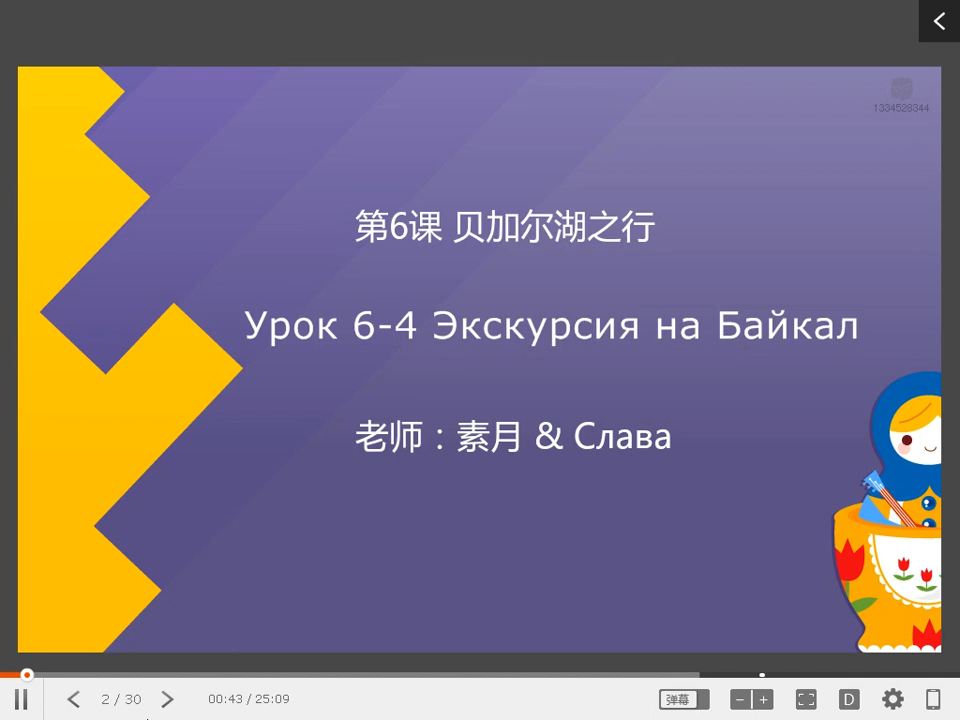 1334528344
第6课 贝加尔湖之行
Урок 6-4 Экскурсия на Байкал
老师：素月 & Слава
2 / 30
00:43 / 25:09
弹幕
D